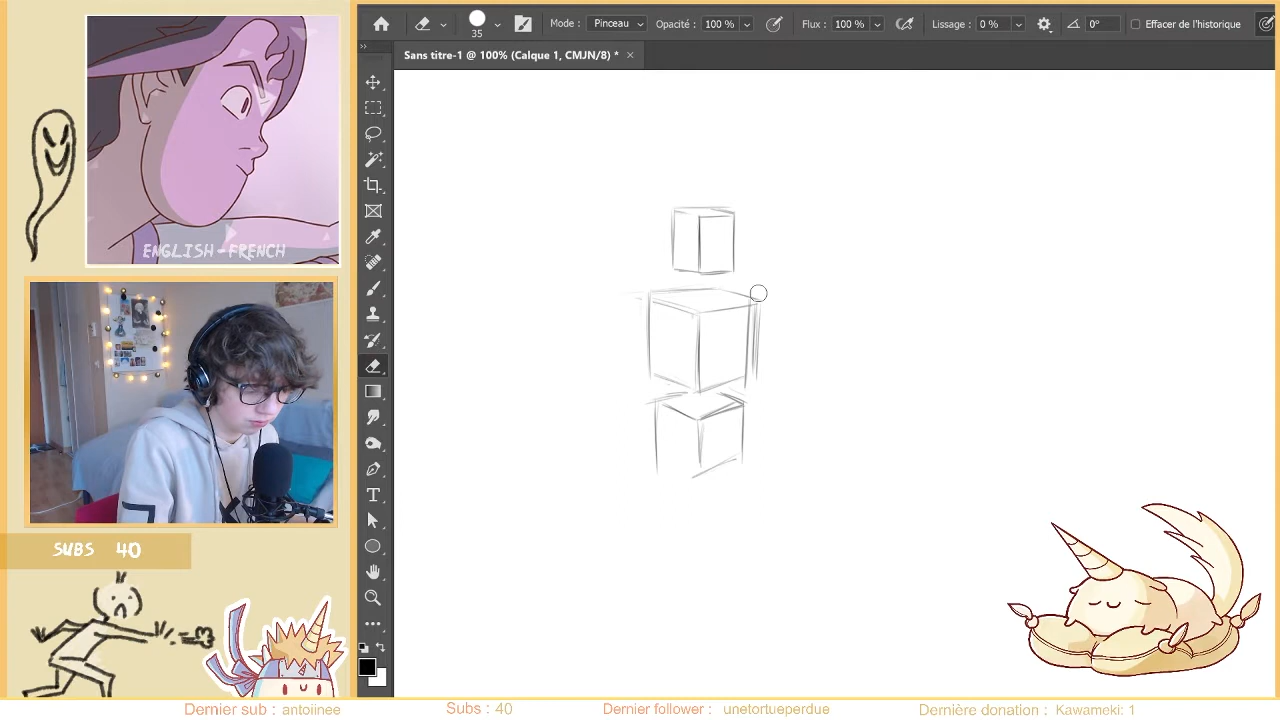 35
Mode : Pinceau
Opacité : 100 %
Flux : 100 %
Lissage : 0 %
0°
Effacer de l'historique
Sans titre-1 @ 100% (Calque 1, CMJN/8) * ×
ENGLISH - FRENCH
SUBS 40
Dernier sub : antoiinee
Subs : 40
Dernier follower : unetortueperdue
Dernière donation : Kawameki: 1